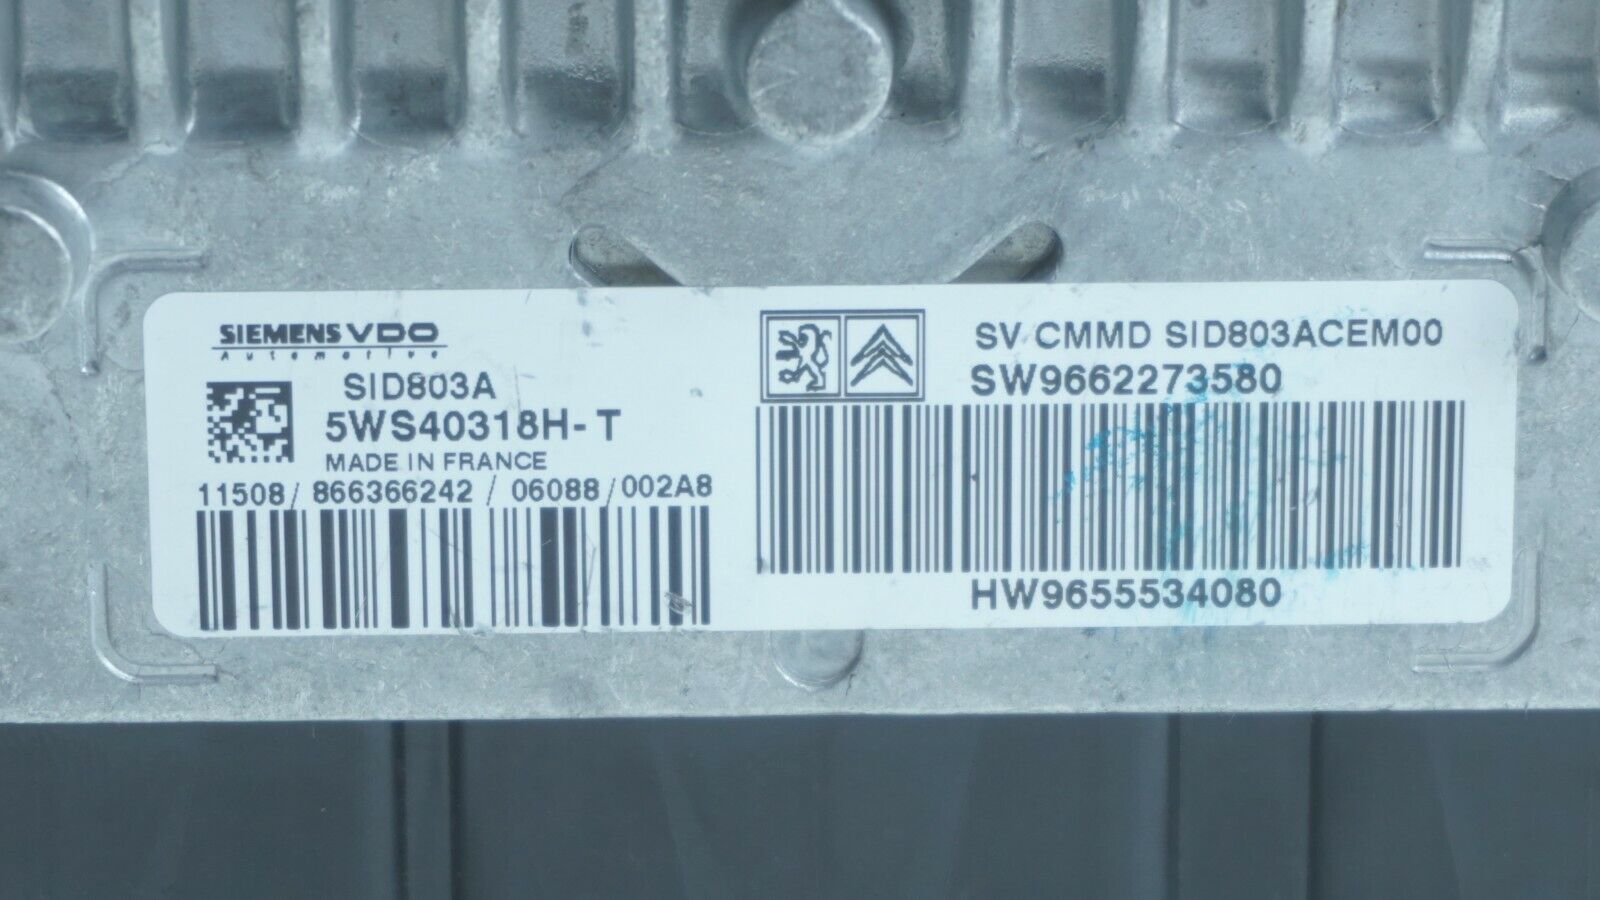 SIEMENS VDO
Automotive
SID803A
5WS40318H-T
MADE IN FRANCE
11508/866366242/06088/002A8
SV CMMD SID803ACEM00
SW9662273580
HW9655534080